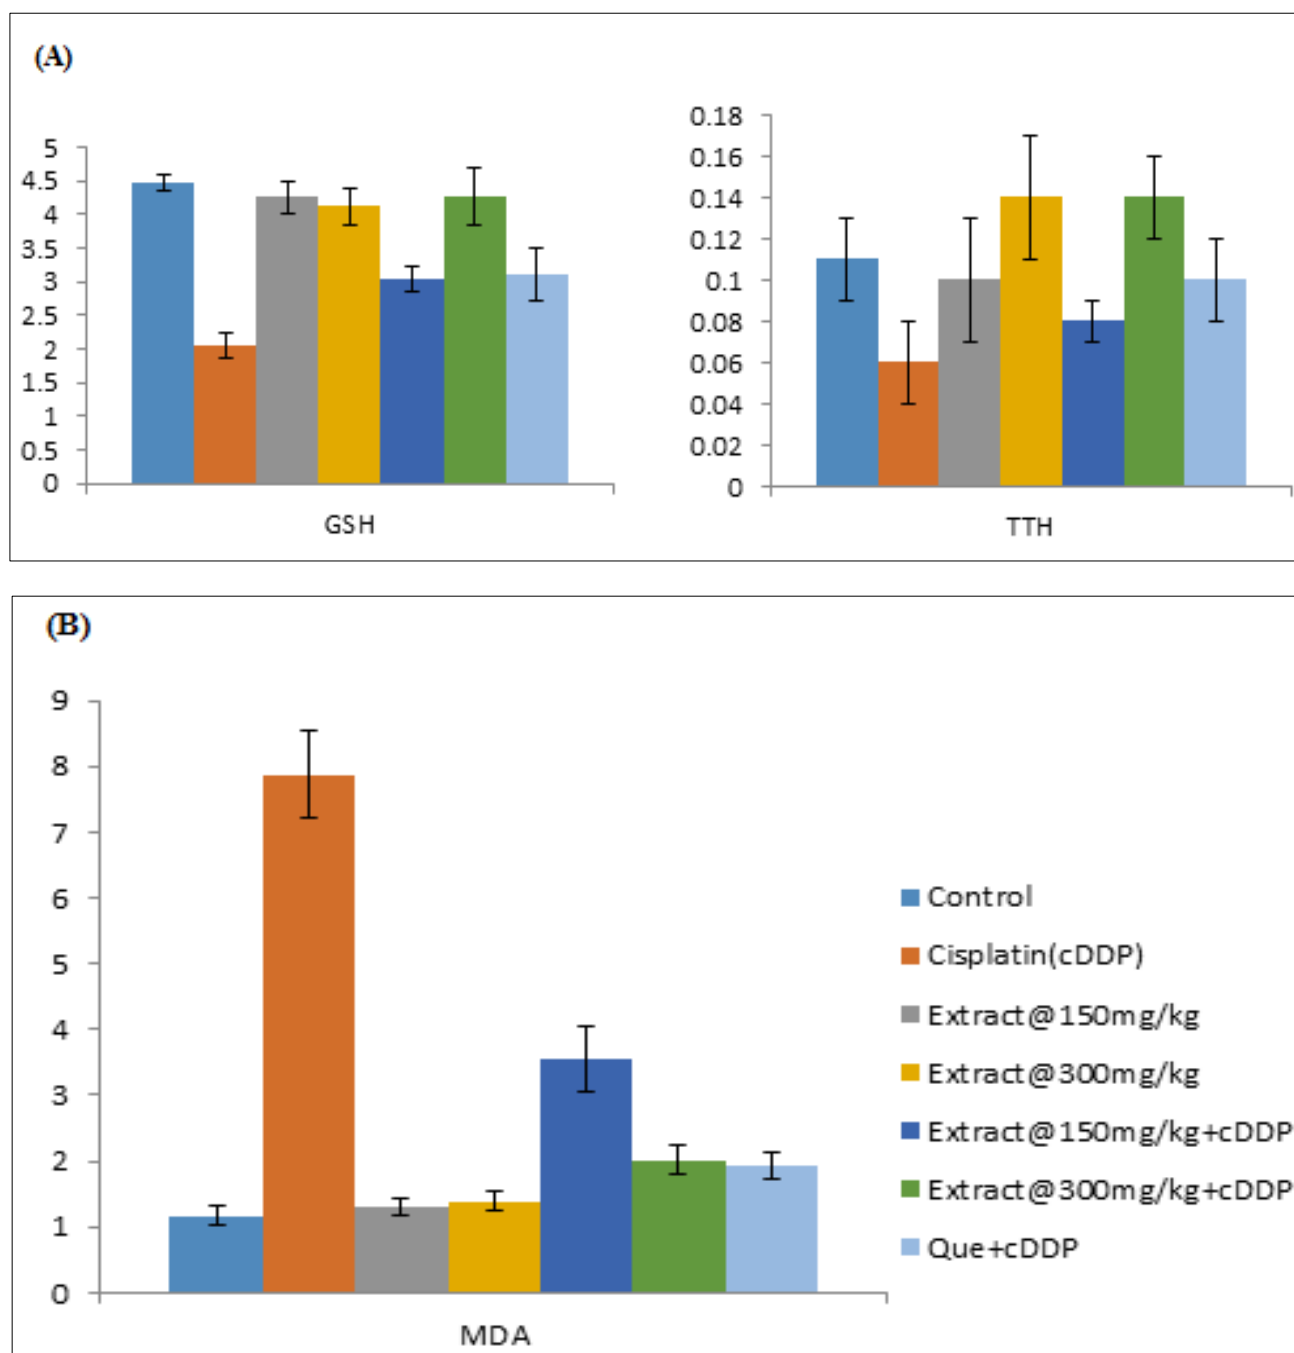 (A)
5
4.5
4
3.5
3
2.5
2
1.5
1
0.5
0
GSH
0.18
0.16
0.14
0.12
0.1
0.08
0.06
0.04
0.02
0
TTH
(B)
9
8
7
6
5
4
3
2
1
0
MDA
Control
Cisplatin(cDDP)
Extract@150mg/kg
Extract@300mg/kg
Extract@150mg/kg+cDDP
Extract@300mg/kg+cDDP
Que+cDDP